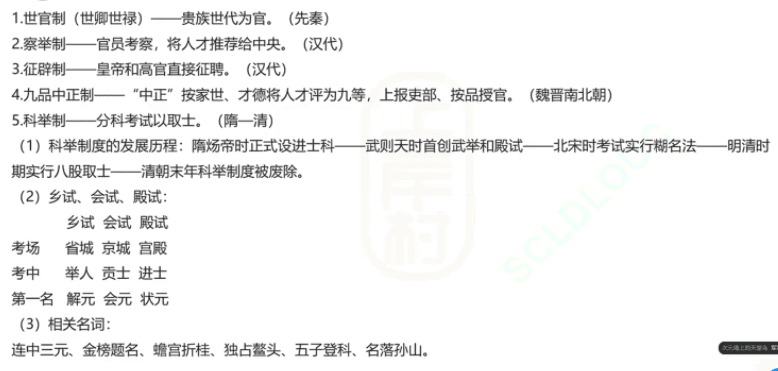 1.世官制（世卿世禄）——贵族世代为官。（先秦）
2.察举制——官员考察，将人才推荐给中央。（汉代）
3.征辟制——皇帝和高官直接征聘。（汉代）
4.九品中正制——“中正”按家世、才德将人才评为九等，上报吏部、按品授官。（魏晋南北朝）
5.科举制——分科考试以取士。（隋—清）
（1）科举制度的发展历程：隋炀帝时正式设进士科——武则天时首创武举和殿试——北宋时考试实行糊名法——明清时
期实行八股取士——清朝末年科举制度被废除。
（2）乡试、会试、殿试：
乡试 会试 殿试
考场 省城 京城 宫殿
考中 举人 贡士 进士
第一名 解元 会元 状元
（3）相关名词：
连中三元、金榜题名、蟾宫折桂、独占鳌头、五子登科、名落孙山。
上岸村